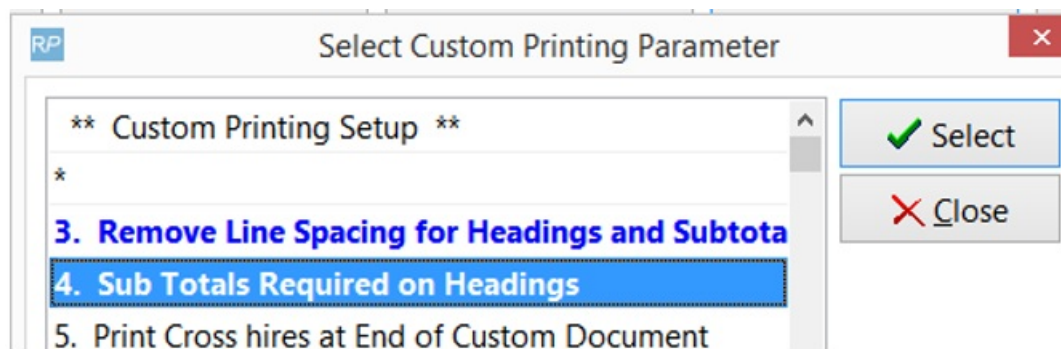 RP
Select Custom Printing Parameter
** Custom Printing Setup **
*
3. Remove Line Spacing for Headings and Subtota
4. Sub Totals Required on Headings
5. Print Cross hires at End of Custom Document
Select
Close